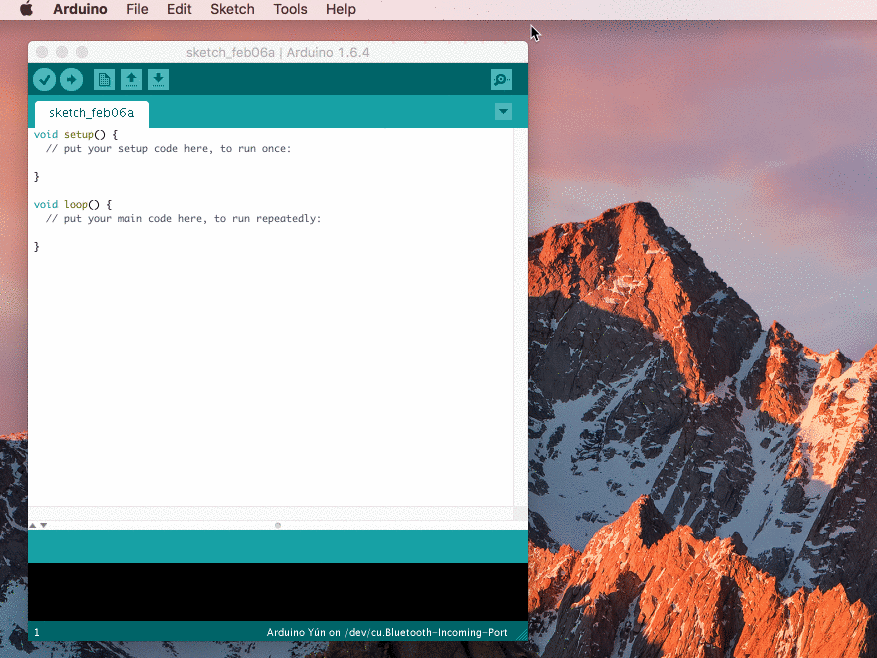 Arduino File Edit Sketch Tools Help
sketch_feb06a | Arduino 1.6.4
sketch_feb06a
void setup() {
// put your setup code here, to run once:
}
void loop() {
// put your main code here, to run repeatedly:
}
1 Arduino Yún on /dev/cu.Bluetooth-Incoming-Port